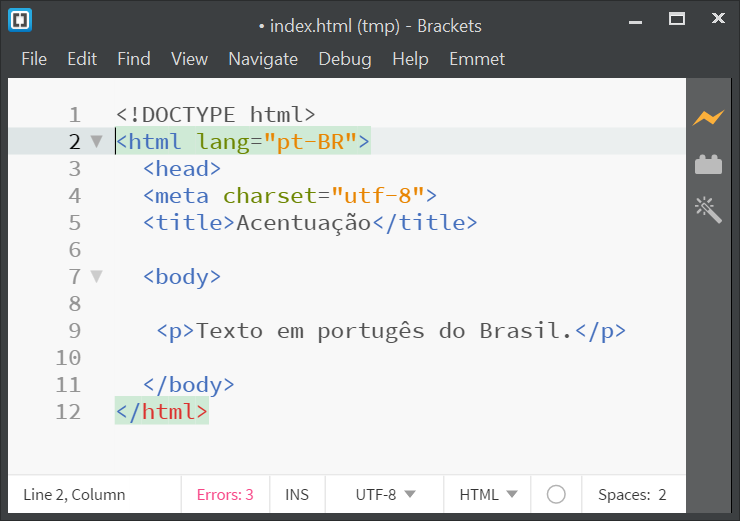 • index.html (tmp) - Brackets
File Edit Find View Navigate Debug Help Emmet
1 <!DOCTYPE html>
2 <html lang="pt-BR">
3 <head>
4 <meta charset="utf-8">
5 <title>Acentuação</title>
6
7 <body>
8
9 <p>Texto em portugês do Brasil.</p>
10
11 </body>
12 </html>
Line 2, Column Errors: 3 INS UTF-8 HTML Spaces: 2